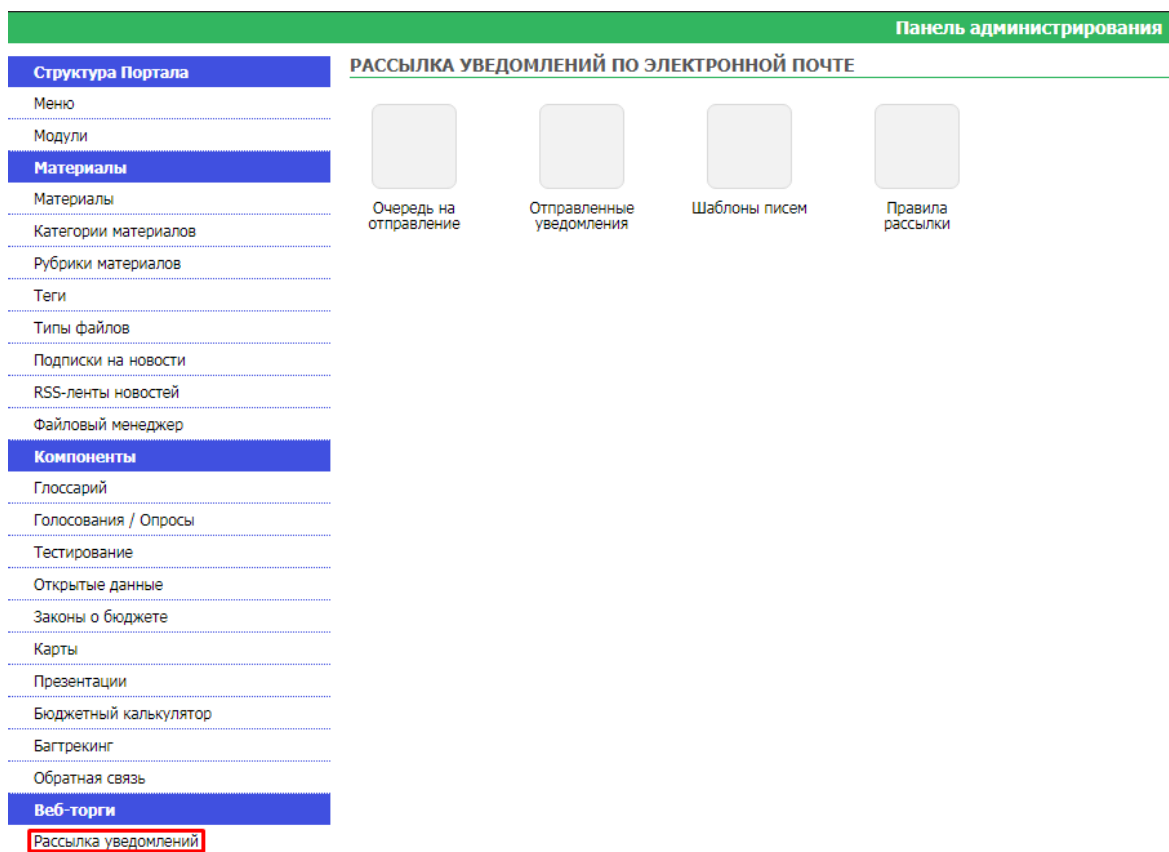 Панель администрирования
Структура Портала
Меню
Модули
Материалы
Материалы
Категории материалов
Рубрики материалов
Теги
Типы файлов
Подписки на новости
RSS-ленты новостей
Файловый менеджер
Компоненты
Глоссарий
Голосования / Опросы
Тестирование
Открытые данные
Законы о бюджете
Карты
Презентации
Бюджетный калькулятор
Багтрекинг
Обратная связь
Веб-торги
Рассылка уведомлений
РАССЫЛКА УВЕДОМЛЕНИЙ ПО ЭЛЕКТРОННОЙ ПОЧТЕ
Очередь на
отправление
Отправленные
уведомления
Шаблоны писем
Правила
рассылки